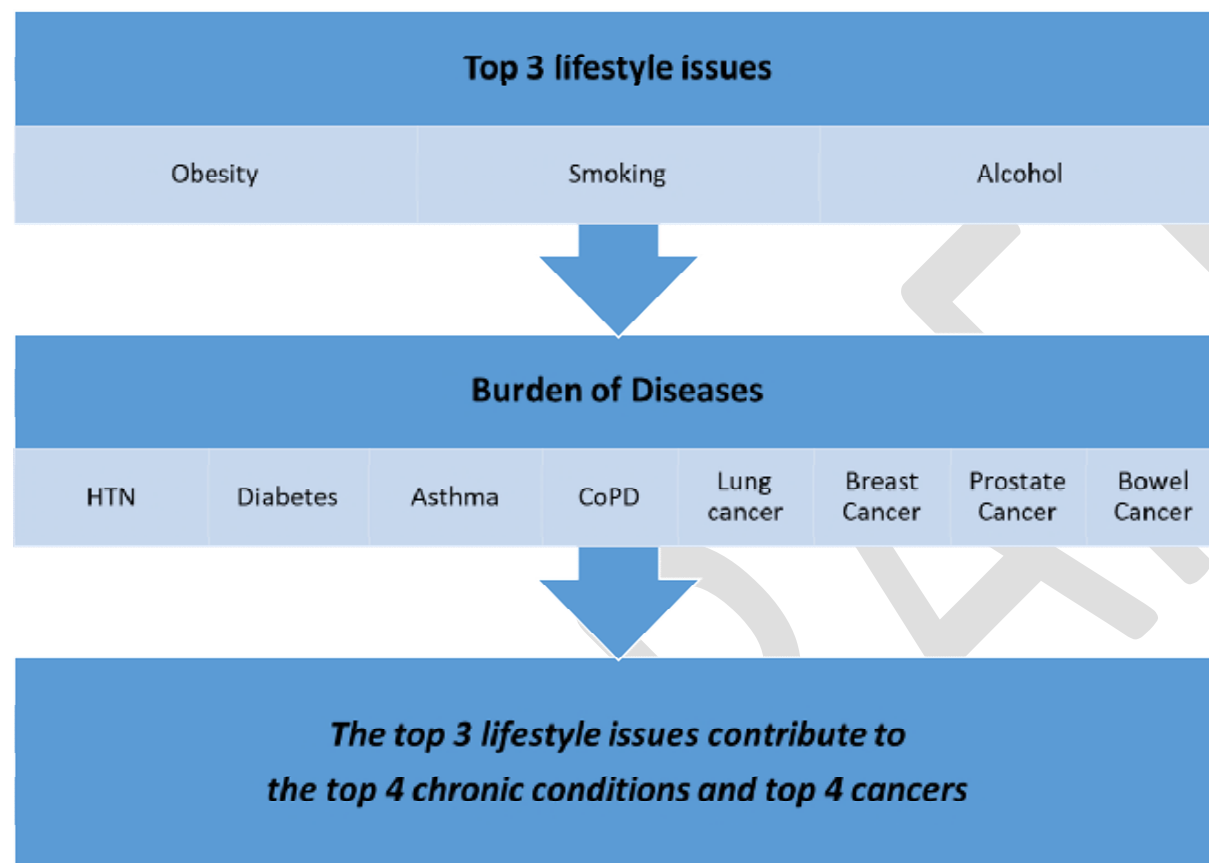 Top 3 lifestyle issues
Obesity
Smoking
Alcohol
Burden of Diseases
HTN
Diabetes
Asthma
CoPD
Lung
cancer
Breast
Cancer
Prostate
Cancer
Bowel
Cancer
The top 3 lifestyle issues contribute to
the top 4 chronic conditions and top 4 cancers